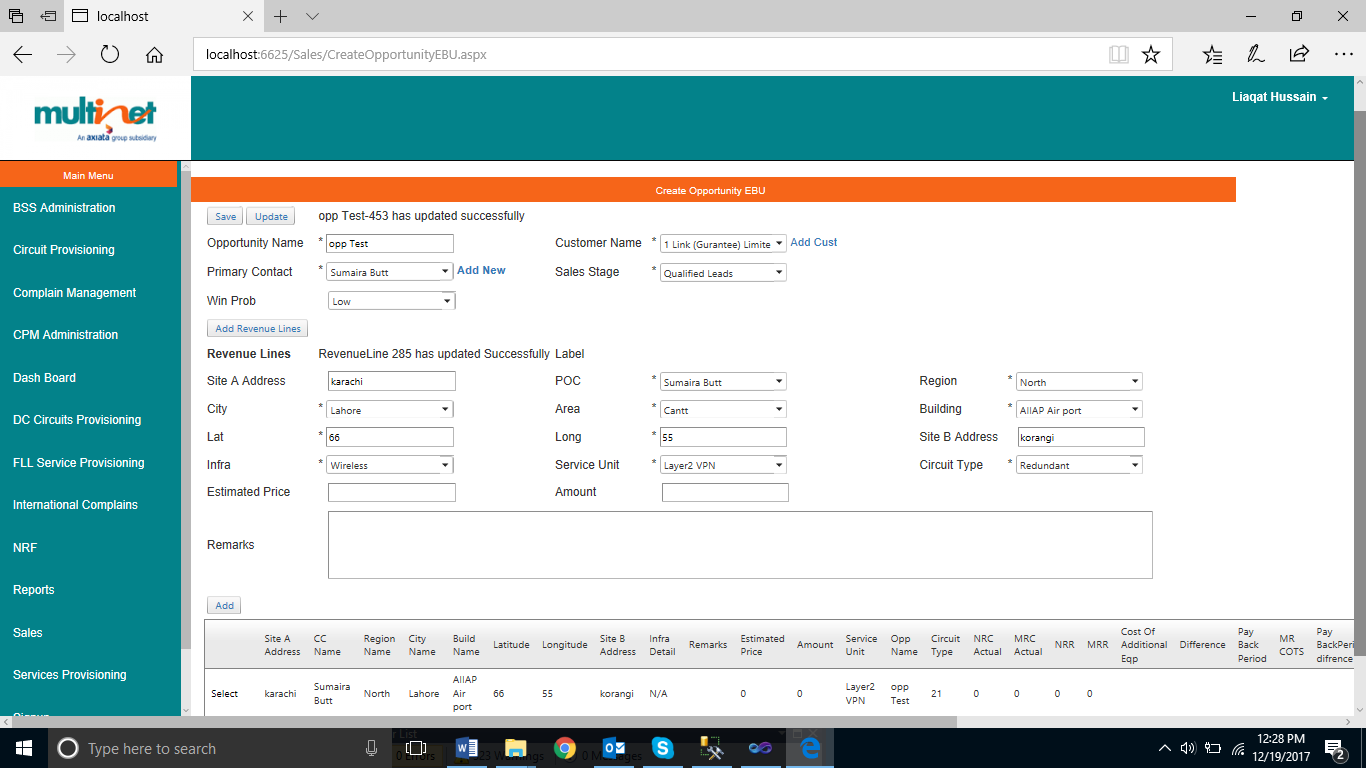 localhost
localhost:6625/Sales/CreateOpportunityEBU.aspx
multinet
An axiata group subsidiary
Liaqat Hussain
Main Menu
BSS Administration
Circuit Provisioning
Complain Management
CPM Administration
Dash Board
DC Circuits Provisioning
FLL Service Provisioning
International Complains
NRF
Reports
Sales
Services Provisioning
Create Opportunity EBU
Save Update opp Test-453 has updated successfully
Opportunity Name * opp Test Customer Name * 1 Link (Gurantee) Limite Add Cust
Primary Contact * Sumaira Butt Add New Sales Stage * Qualified Leads
Win Prob Low
Add Revenue Lines
Revenue Lines RevenueLine 285 has updated Successfully Label
Site A Address karachi POC * Sumaira Butt Region * North
City * Lahore Area * Cantt Building * AIIAP Air port
Lat * 66 Long * 55 Site B Address korangi
Infra * Wireless Service Unit * Layer2 VPN Circuit Type * Redundant
Estimated Price Amount
Remarks
Add
Site A CC Region City Build Latitude Longitude Site B Infra Remarks Estimated Amount Service Opp Circuit NRC MRC NRR MRR Cost Of Difference Pay MR Pay
Address Name Name Name Name Address Detail Price Unit Name Type Actual Actual Additional Back COTS BackPeri
Eqp Period difrence
Select karachi Sumaira Butt North Lahore AIIAP Air port 66 55 korangi N/A 0 0 Layer2 VPN opp Test 21 0 0 0 0
Type here to search
0 Errors
12:28 PM
12/19/2017
2